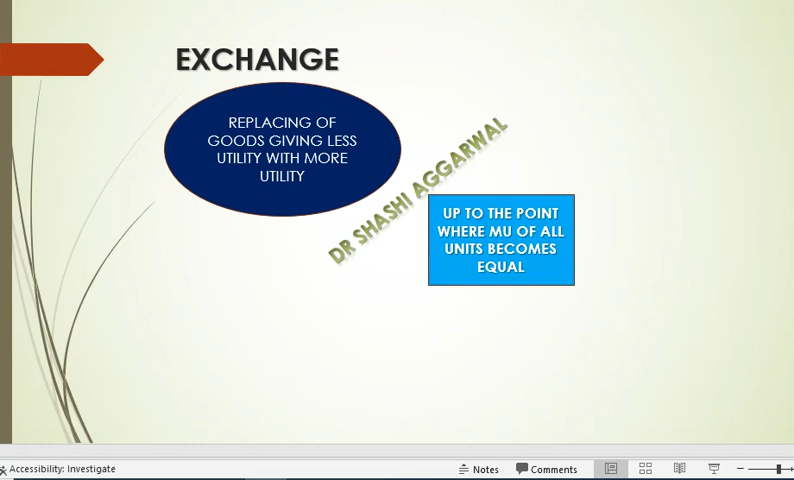 EXCHANGE
REPLACING OF
GOODS GIVING LESS
UTILITY WITH MORE
UTILITY
DR SHASHI AGGARWAL
UP TO THE POINT
WHERE MU OF ALL
UNITS BECOMES
EQUAL
Accessibility: Investigate
Notes
Comments